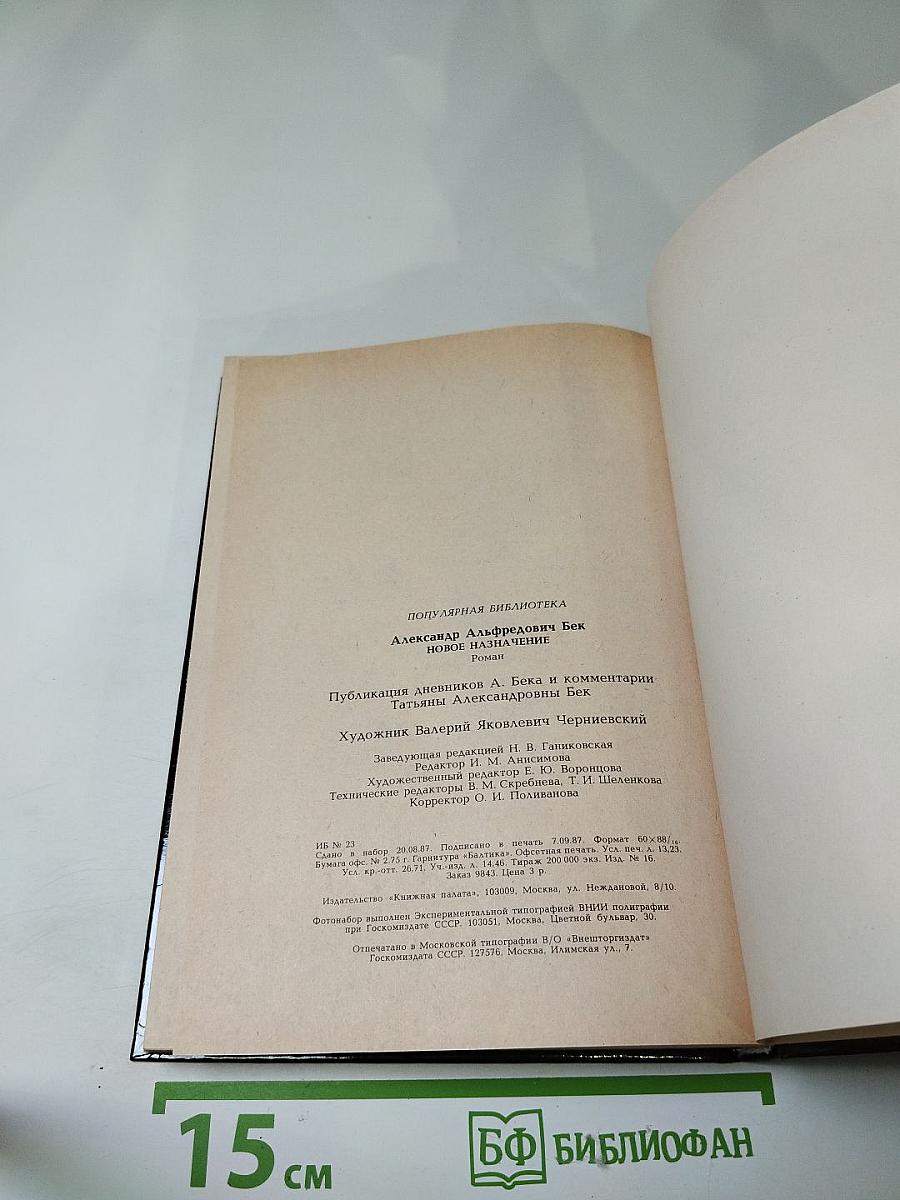 ПОПУЛЯРНАЯ БИБЛИОТЕКА
Александр Альфредович Бек
НОВОЕ НАЗНАЧЕНИЕ
Роман
Публикация дневников А. Бека и комментарии
Татьяны Александровны Бек
Художник Валерий Яковлевич Черниевский
Заведующая редакцией Н. В. Ганиковская
Редактор И. М. Анисимова
Художественный редактор Е. Ю. Воронцова
Технические редакторы В. М. Скребнева, Т. И. Шеленкова
Корректор О. И. Поливанова
ИБ № 23
Сдано в набор 20.08.87. Подписано в печать 7.09.87. Формат 60×88/16.
Бумага офс. № 2.75 г. Гарнитура «Балтика». Офсетная печать. Усл. печ. л. 13,23.
Усл. кр.-отт. 26,71. Уч.-изд. л. 14,46. Тираж 200 000 экз. Изд. № 16.
Заказ 9843. Цена 3 р.
Издательство «Книжная палата», 103009, Москва, ул. Неждановой, 8/10.
Фотонабор выполнен Экспериментальной типографией ВНИИ полиграфии
при Госкомиздате СССР. 103051, Москва, Цветной бульвар, 30.
Отпечатано в Московской типографии В/О «Внешторгиздат»
Госкомиздата СССР. 127576, Москва, Илимская ул., 7.
15 см
БФ БИБЛИОФАН